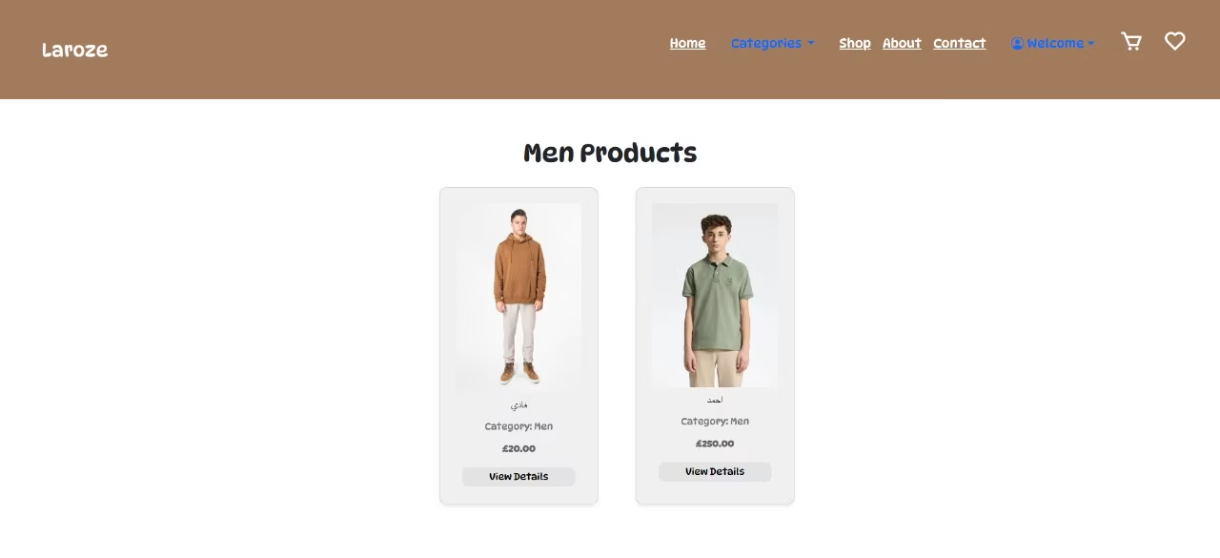 Laroze
Home Categories Shop About Contact Welcome
Men Products
هادي
Category: Men
£20.00
View Details
احمد
Category: Men
£250.00
View Details